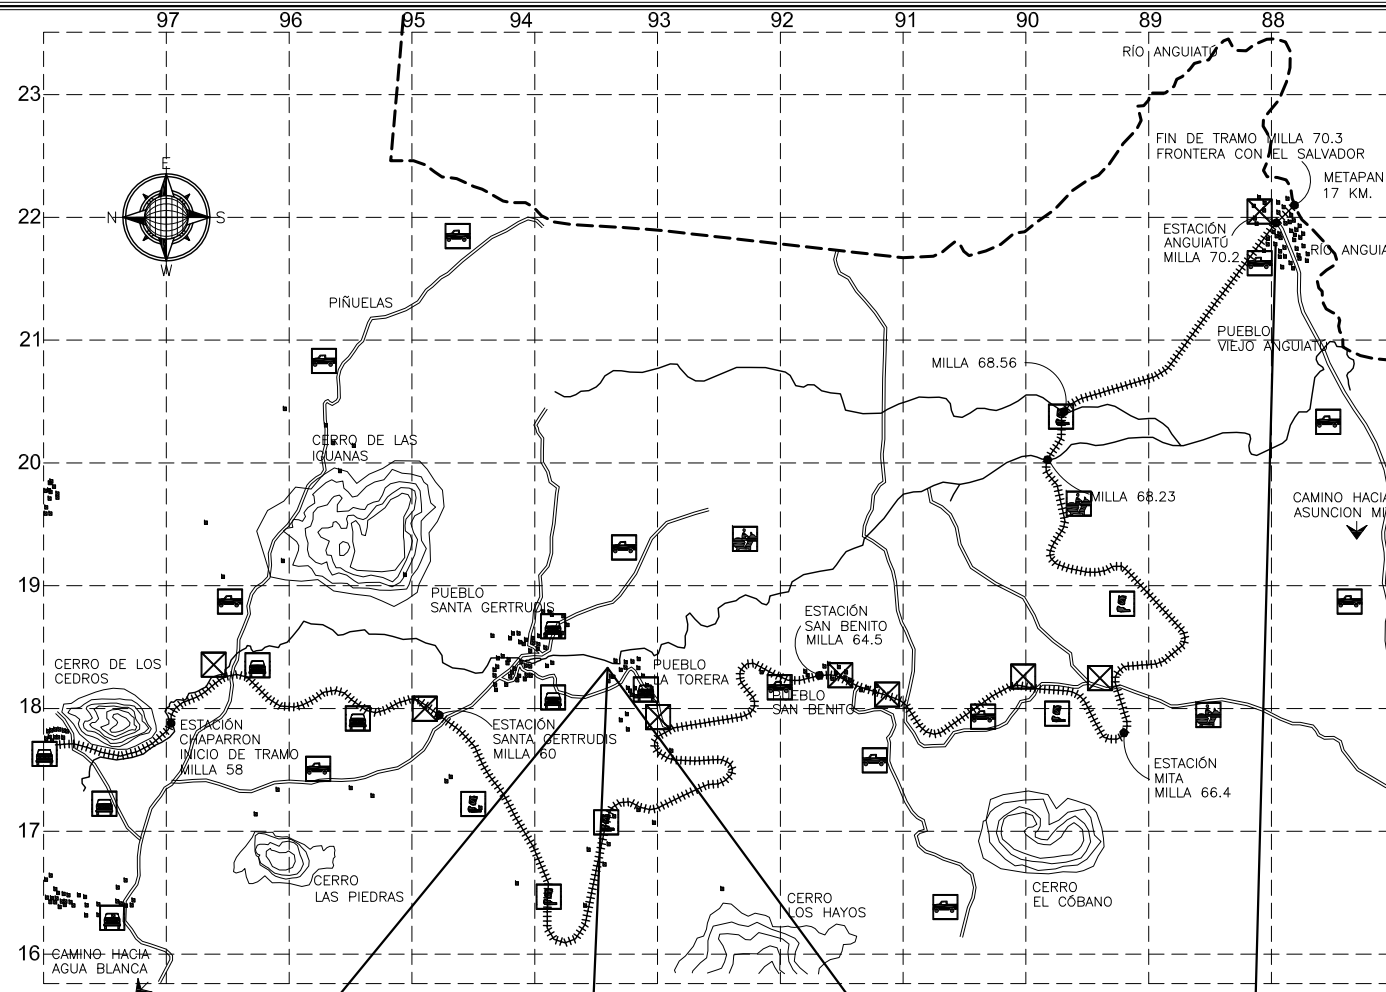 97 96 95 94 93 92 91 90 89 88
RÍO ANGUIATÚ
23
FIN DE TRAMO MILLA 70.3
FRONTERA CON EL SALVADOR
METAPAN
17 KM.
E
N S
W
22
ESTACIÓN
ANGUIATÚ
MILLA 70.2
RÍO ANGUIA
PIÑUELAS
21
PUEBLO
VIEJO ANGUIATÚ
MILLA 68.56
CERRO DE LAS
IGUANAS
20
MILLA 68.23
CAMINO HACIA
ASUNCION MI
19
PUEBLO
SANTA GERTRUDIS
ESTACIÓN
SAN BENITO
MILLA 64.5
CERRO DE LOS
CEDROS
PUEBLO
LA TORERA
PUEBLO
SAN BENITO
18
ESTACIÓN
CHAPARRON
INICIO DE TRAMO
MILLA 58
ESTACIÓN
SANTA GERTRUDIS
MILLA 60
ESTACIÓN
MITA
MILLA 66.4
17
CERRO
LAS PIEDRAS
CERRO
LOS HAYOS
CERRO
EL CÓBANO
16
CAMINO HACIA
AGUA BLANCA